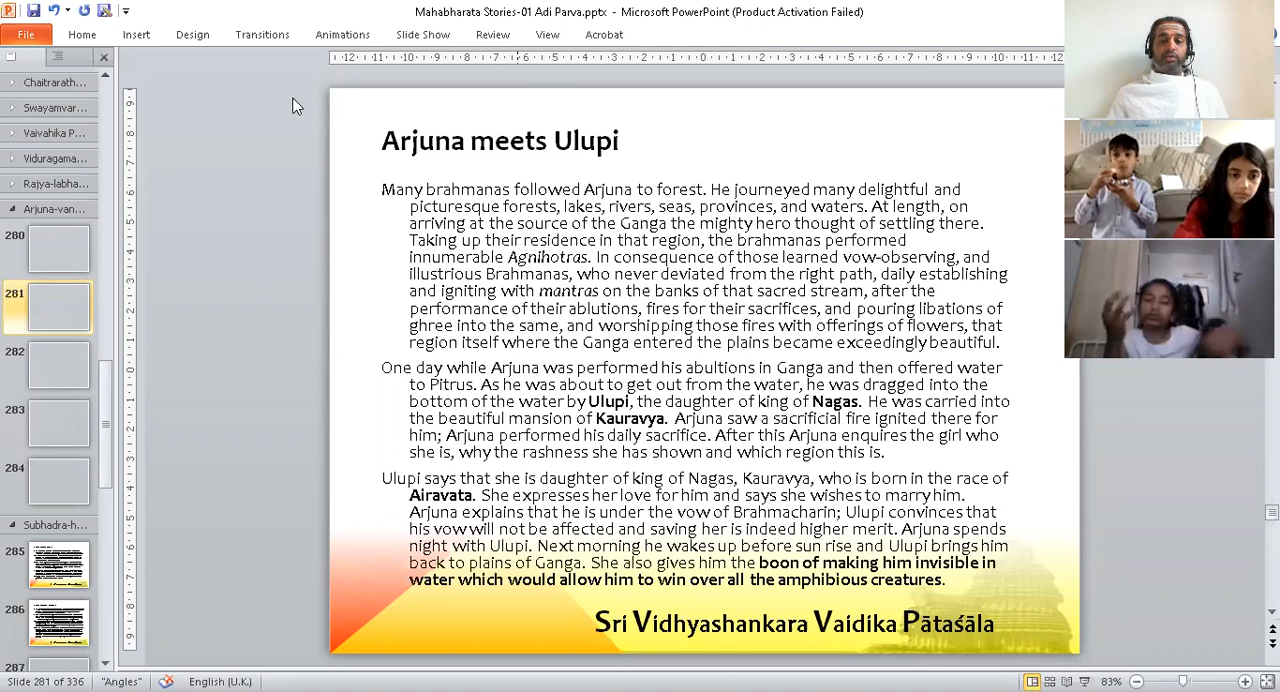 Mahabharata Stories-01 Adi Parva.pptx - Microsoft PowerPoint (Product Activation Failed)
File Home Insert Design Transitions Animations Slide Show Review View Acrobat
Chaitrarath...
Swayamvar...
Vaivahika P...
Viduragama...
Rajya-labha...
Arjuna-van...
280
281
282
283
284
Subhadra-h...
285
286
287
Arjuna meets Ulupi
Many brahmanas followed Arjuna to forest. He journeyed many delightful and
picturesque forests, lakes, rivers, seas, provinces, and waters. At length, on
arriving at the source of the Ganga the mighty hero thought of settling there.
Taking up their residence in that region, the brahmanas performed
innumerable Agnihotras. In consequence of those learned vow-observing, and
illustrious Brahmanas, who never deviated from the right path, daily establishing
and igniting with mantras on the banks of that sacred stream, after the
performance of their ablutions, fires for their sacrifices, and pouring libations of
ghree into the same, and worshipping those fires with offerings of flowers, that
region itself where the Ganga entered the plains became exceedingly beautiful.
One day while Arjuna was performed his abultions in Ganga and then offered water
to Pitrus. As he was about to get out from the water, he was dragged into the
bottom of the water by Ulupi, the daughter of king of Nagas. He was carried into
the beautiful mansion of Kauravya. Arjuna saw a sacrificial fire ignited there for
him; Arjuna performed his daily sacrifice. After this Arjuna enquires the girl who
she is, why the rashness she has shown and which region this is.
Ulupi says that she is daughter of king of Nagas, Kauravya, who is born in the race of
Airavata. She expresses her love for him and says she wishes to marry him.
Arjuna explains that he is under the vow of Brahmacharin; Ulupi convinces that
his vow will not be affected and saving her is indeed higher merit. Arjuna spends
night with Ulupi. Next morning he wakes up before sun rise and Ulupi brings him
back to plains of Ganga. She also gives him the boon of making him invisible in
water which would allow him to win over all the amphibious creatures.
Sri Vidhyashankara Vaidika Pātaśāla
Slide 281 of 336 "Angles" English (U.K.) 83%